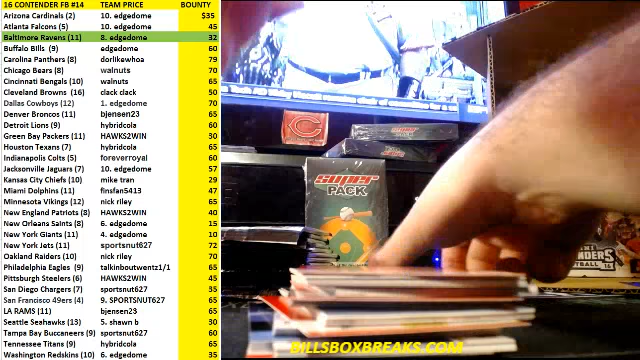 16 CONTENDER FB #14 TEAM PRICE BOUNTY
Arizona Cardinals (2) 10. edgedome $35
Atlanta Falcons (5) 10. edgedome 45
Baltimore Ravens (11) 8. edgedome 32
Buffalo Bills (9) edgedome 60
Carolina Panthers (8) dorlikewhoa 79
Chicago Bears (8) walnuts 70
Cincinnati Bengals (10) walnuts 65
Cleveland Browns (16) clack clack 50
Dallas Cowboys (12) 1. edgedome 70
Denver Broncos (11) bjensen23 65
Detroit Lions (9) hybridcola 60
Green Bay Packers (11) HAWKS2WIN 30
Houston Texans (7) hybridcola 65
Indianapolis Colts (5) foreverroyal 60
Jacksonville Jaguars (7) 10. edgedome 57
Kansas City Chiefs (10) mike tran 29
Miami Dolphins (11) finsfan5413 47
Minnesota Vikings (12) nick riley 65
New England Patriots (8) HAWKS2WIN 40
New Orleans Saints (8) 6. edgedome 15
New York Giants (11) 4. edgedome 10
New York Jets (11) sportsnut627 72
Oakland Raiders (10) nick riley 70
Philadelphia Eagles (9) talkinboutwentz1/1 65
Pittsburgh Steelers (6) HAWKS2WIN 45
San Diego Chargers (7) sportsnut627 35
San Francisco 49ers (4) 9. SPORTSNUT627 65
LA RAMS (11) bjensen23 65
Seattle Seahawks (13) 5. shawn b 30
Tampa Bay Buccaneers (9) sportsnut627 60
Tennessee Titans (9) hybridcola 65
Washington Redskins (10) 6. edgedome 35
SUPER
PACK
BILLSBOXBREAKS.COM